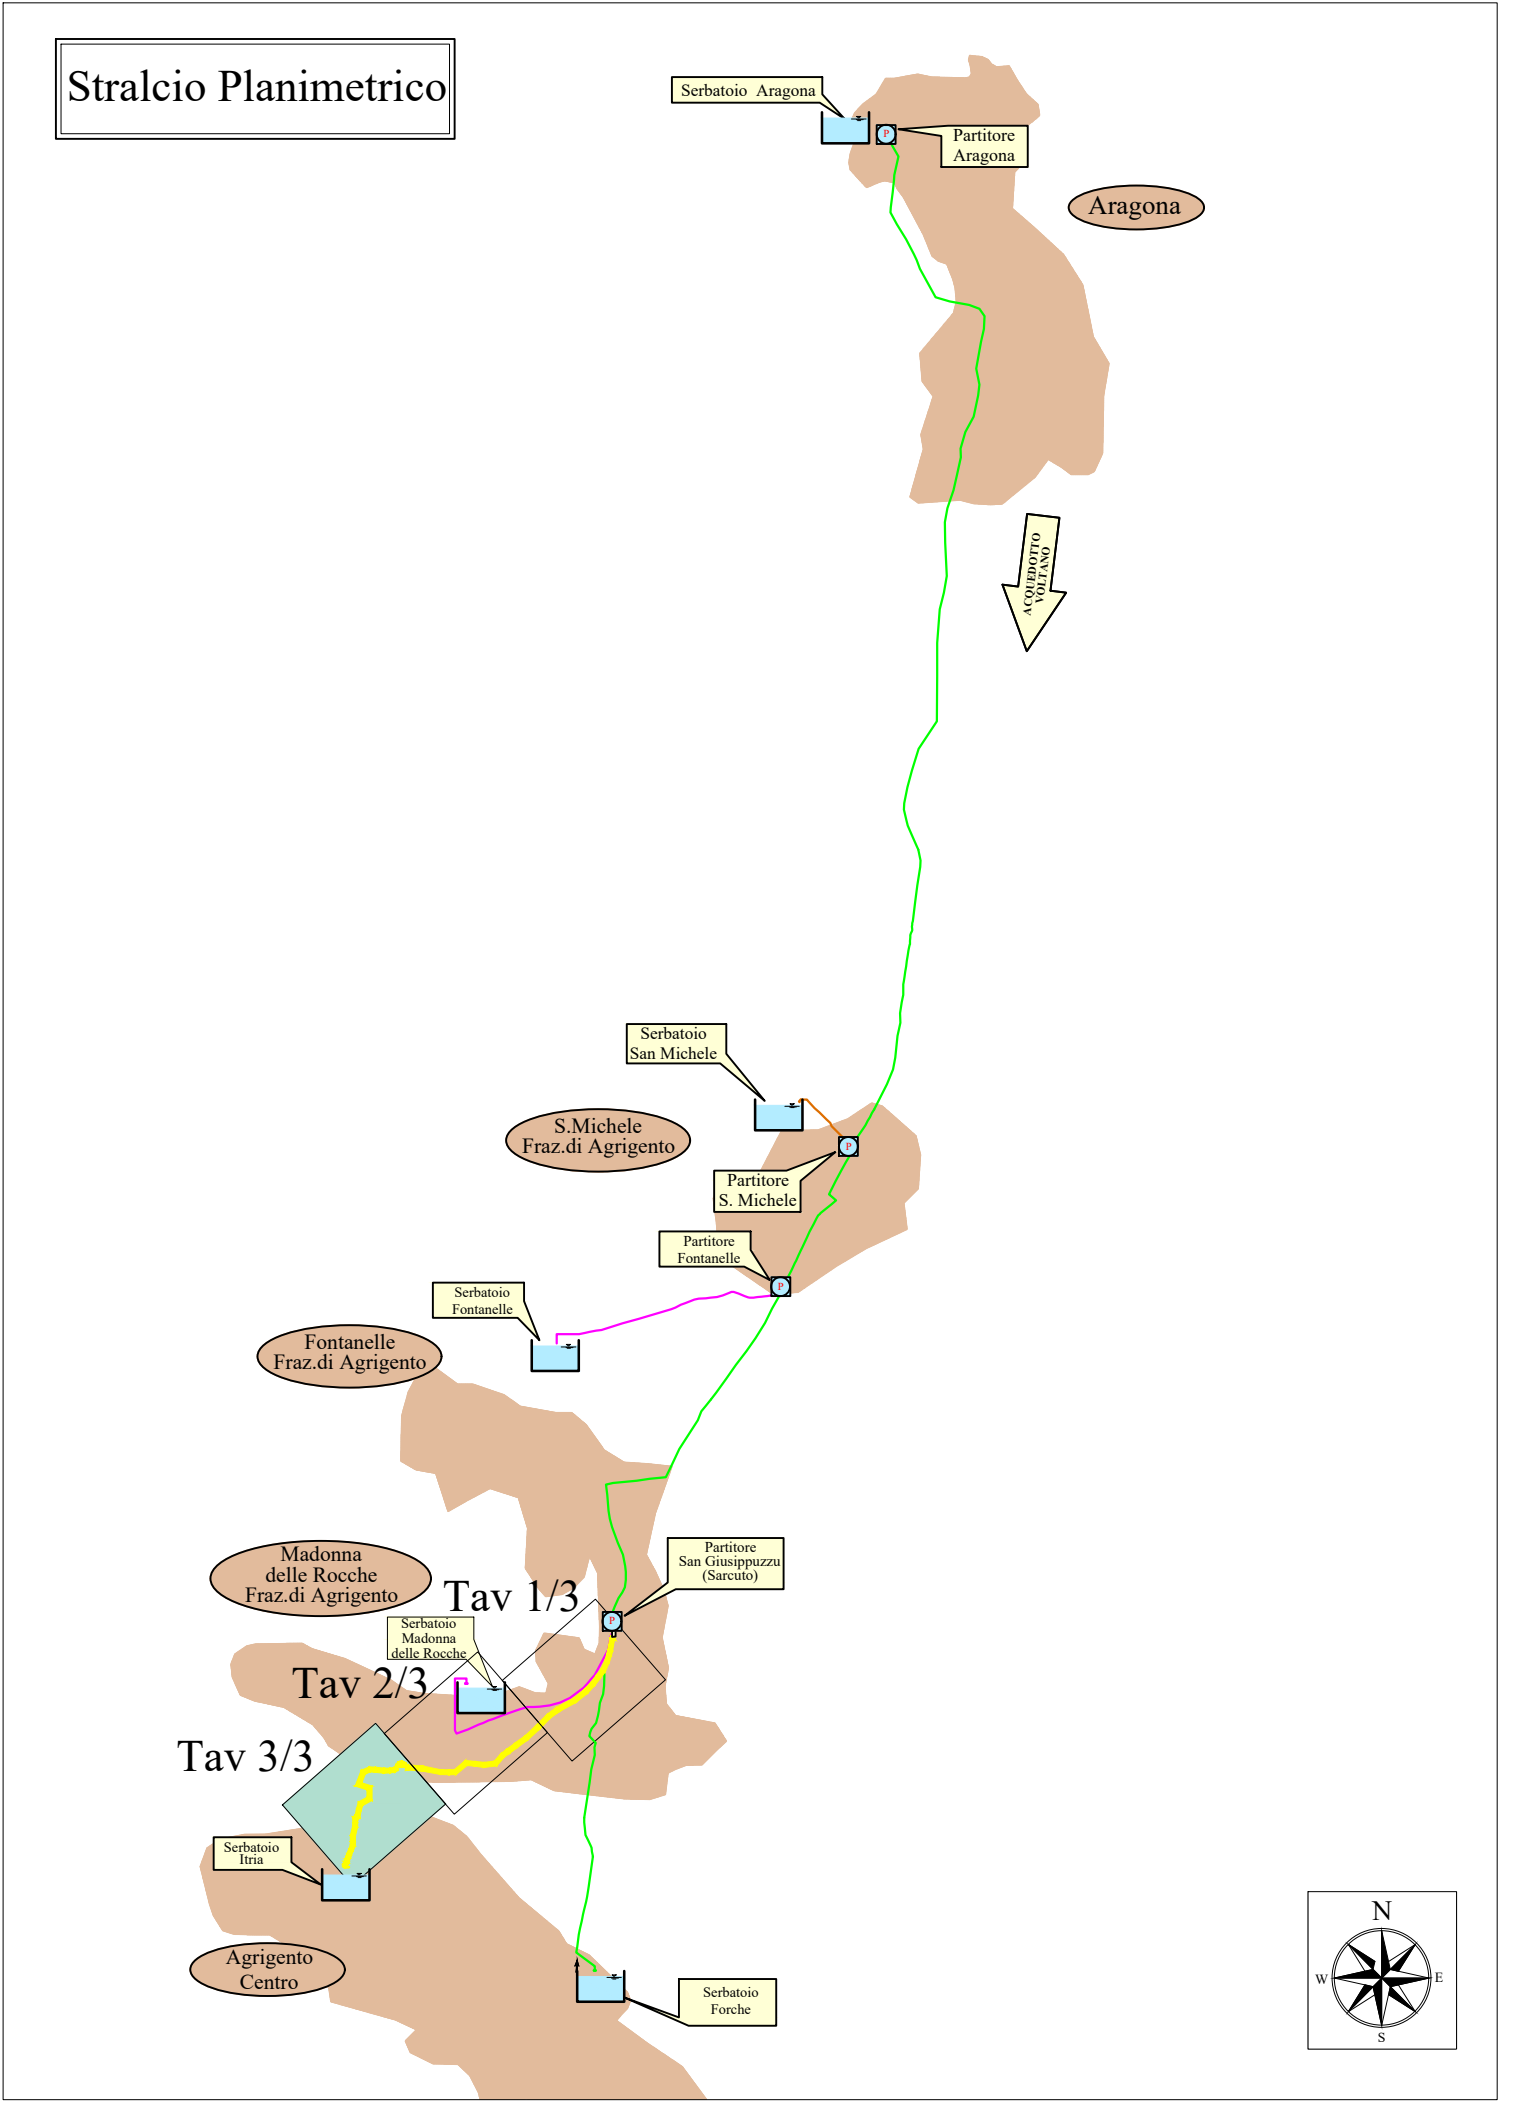 Stralcio Planimetrico
Serbatoio Aragona
P
Partitore
Aragona
Aragona
ACQUEDOTTO
VOLTANO
Serbatoio
San Michele
S.Michele
Fraz.di Agrigento
P
Partitore
S. Michele
Partitore
Fontanelle
P
Serbatoio
Fontanelle
Fontanelle
Fraz.di Agrigento
Partitore
San Giusippuzzu
(Sarcuto)
Madonna
delle Rocche
Fraz.di Agrigento
Tav 1/3
P
Serbatoio
Madonna
delle Rocche
Tav 2/3
Tav 3/3
Serbatoio
Itria
Agrigento
Centro
Serbatoio
Forche
N
W
E
S